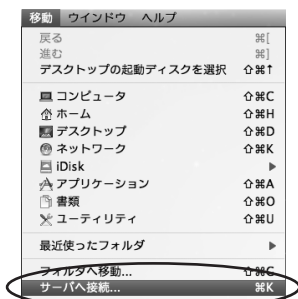 移動 ウインドウ ヘルプ
戻る ⌘[
進む ⌘]
デスクトップの起動ディスクを選択 ⇧⌘↑
コンピュータ ⇧⌘C
ホーム ⇧⌘H
デスクトップ ⇧⌘D
ネットワーク ⇧⌘K
iDisk ▶
アプリケーション ⇧⌘A
書類 ⇧⌘O
ユーティリティ ⇧⌘U
最近使ったフォルダ ▶
フォルダへ移動... ⇧⌘G
サーバへ接続... ⌘K